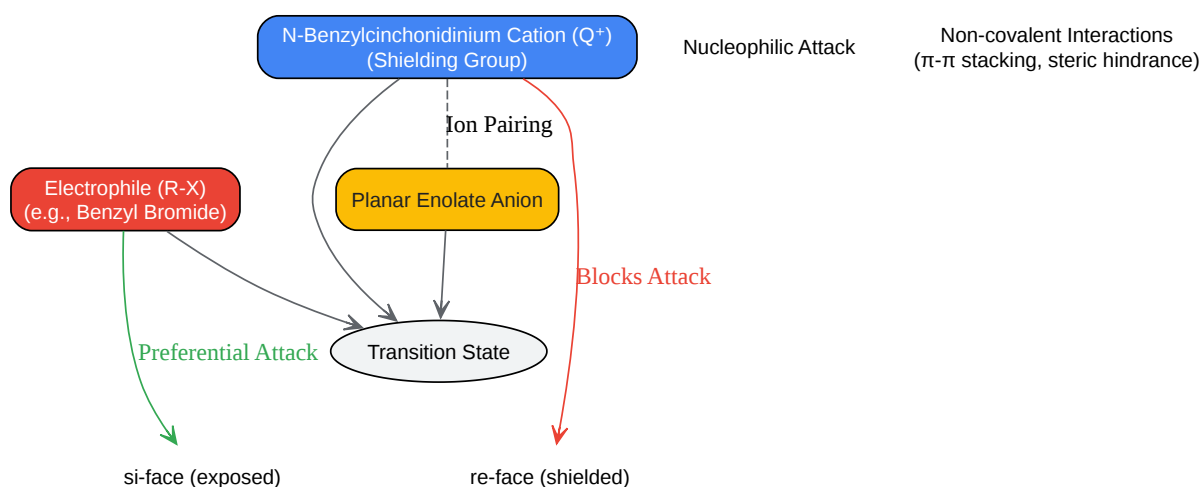 N-Benzylcinchonidinium Cation (Q⁺)
(Shielding Group)
Nucleophilic Attack
Non-covalent Interactions
(π-π stacking, steric hindrance)
Ion Pairing
Electrophile (R-X)
(e.g., Benzyl Bromide)
Planar Enolate Anion
Blocks Attack
Preferential Attack
Transition State
si-face (exposed)
re-face (shielded)